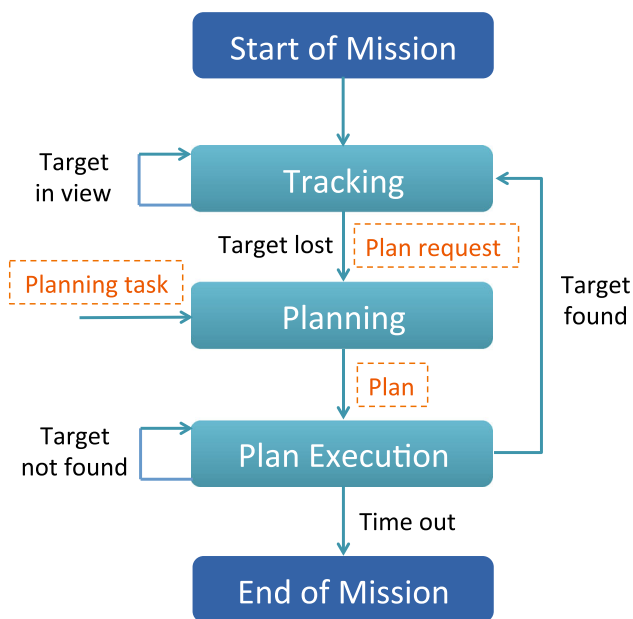 Start of Mission
Target
in view
Tracking
Target lost
Plan request
Planning task
Planning
Target
found
Plan
Target
not found
Plan Execution
Time out
End of Mission